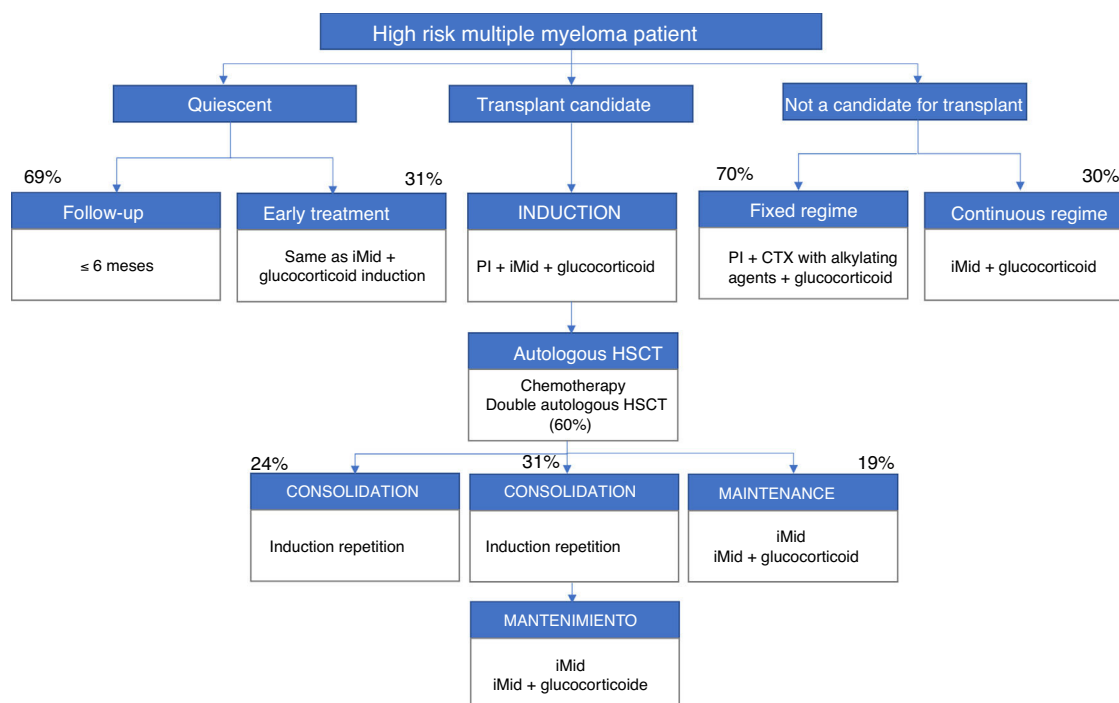 High risk multiple myeloma patient
Quiescent
Transplant candidate
Not a candidate for transplant
69%
31%
70%
30%
Follow-up
Early treatment
INDUCTION
Fixed regime
Continuous regime
≤ 6 meses
Same as iMid +
glucocorticoid induction
PI + iMid + glucocorticoid
PI + CTX with alkylating
agents + glucocorticoid
iMid + glucocorticoid
Autologous HSCT
Chemotherapy
Double autologous HSCT
(60%)
24%
31%
19%
CONSOLIDATION
CONSOLIDATION
MAINTENANCE
Induction repetition
Induction repetition
iMid
iMid + glucocorticoid
MANTENIMIENTO
iMid
iMid + glucocorticoide